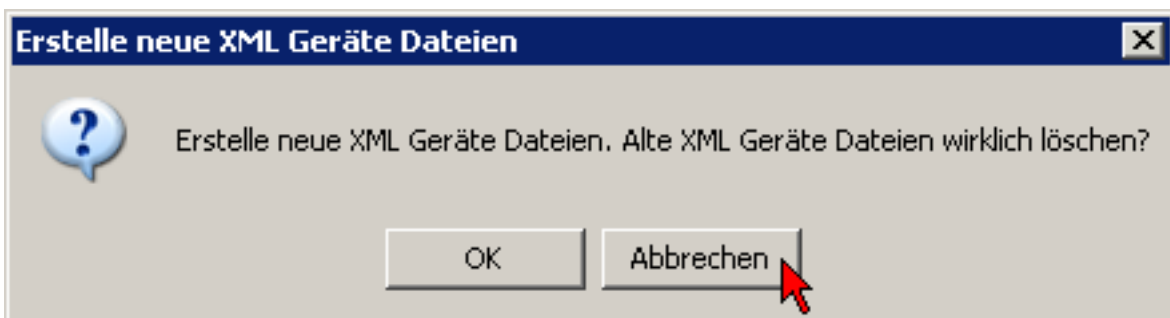 Erstelle neue XML Geräte Dateien
Erstelle neue XML Geräte Dateien. Alte XML Geräte Dateien wirklich löschen?
OK
Abbrechen